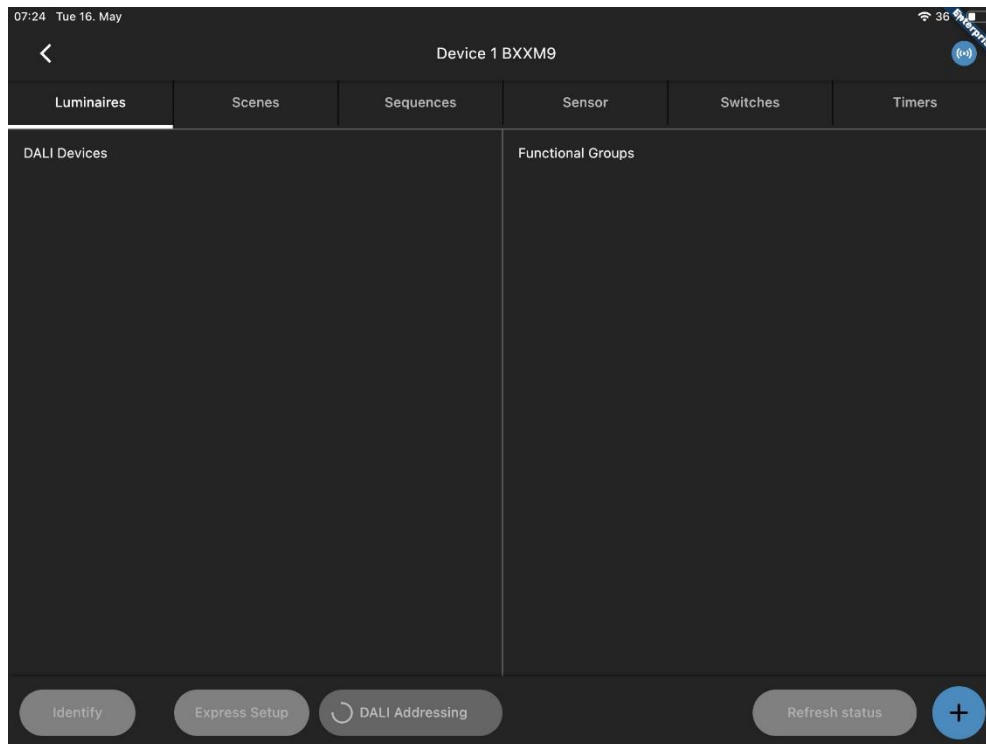 07:24 Tue 16. May
36
Device 1 BXXM9
Luminaires Scenes Sequences Sensor Switches Timers
DALI Devices
Functional Groups
Identify Express Setup DALI Addressing Refresh status